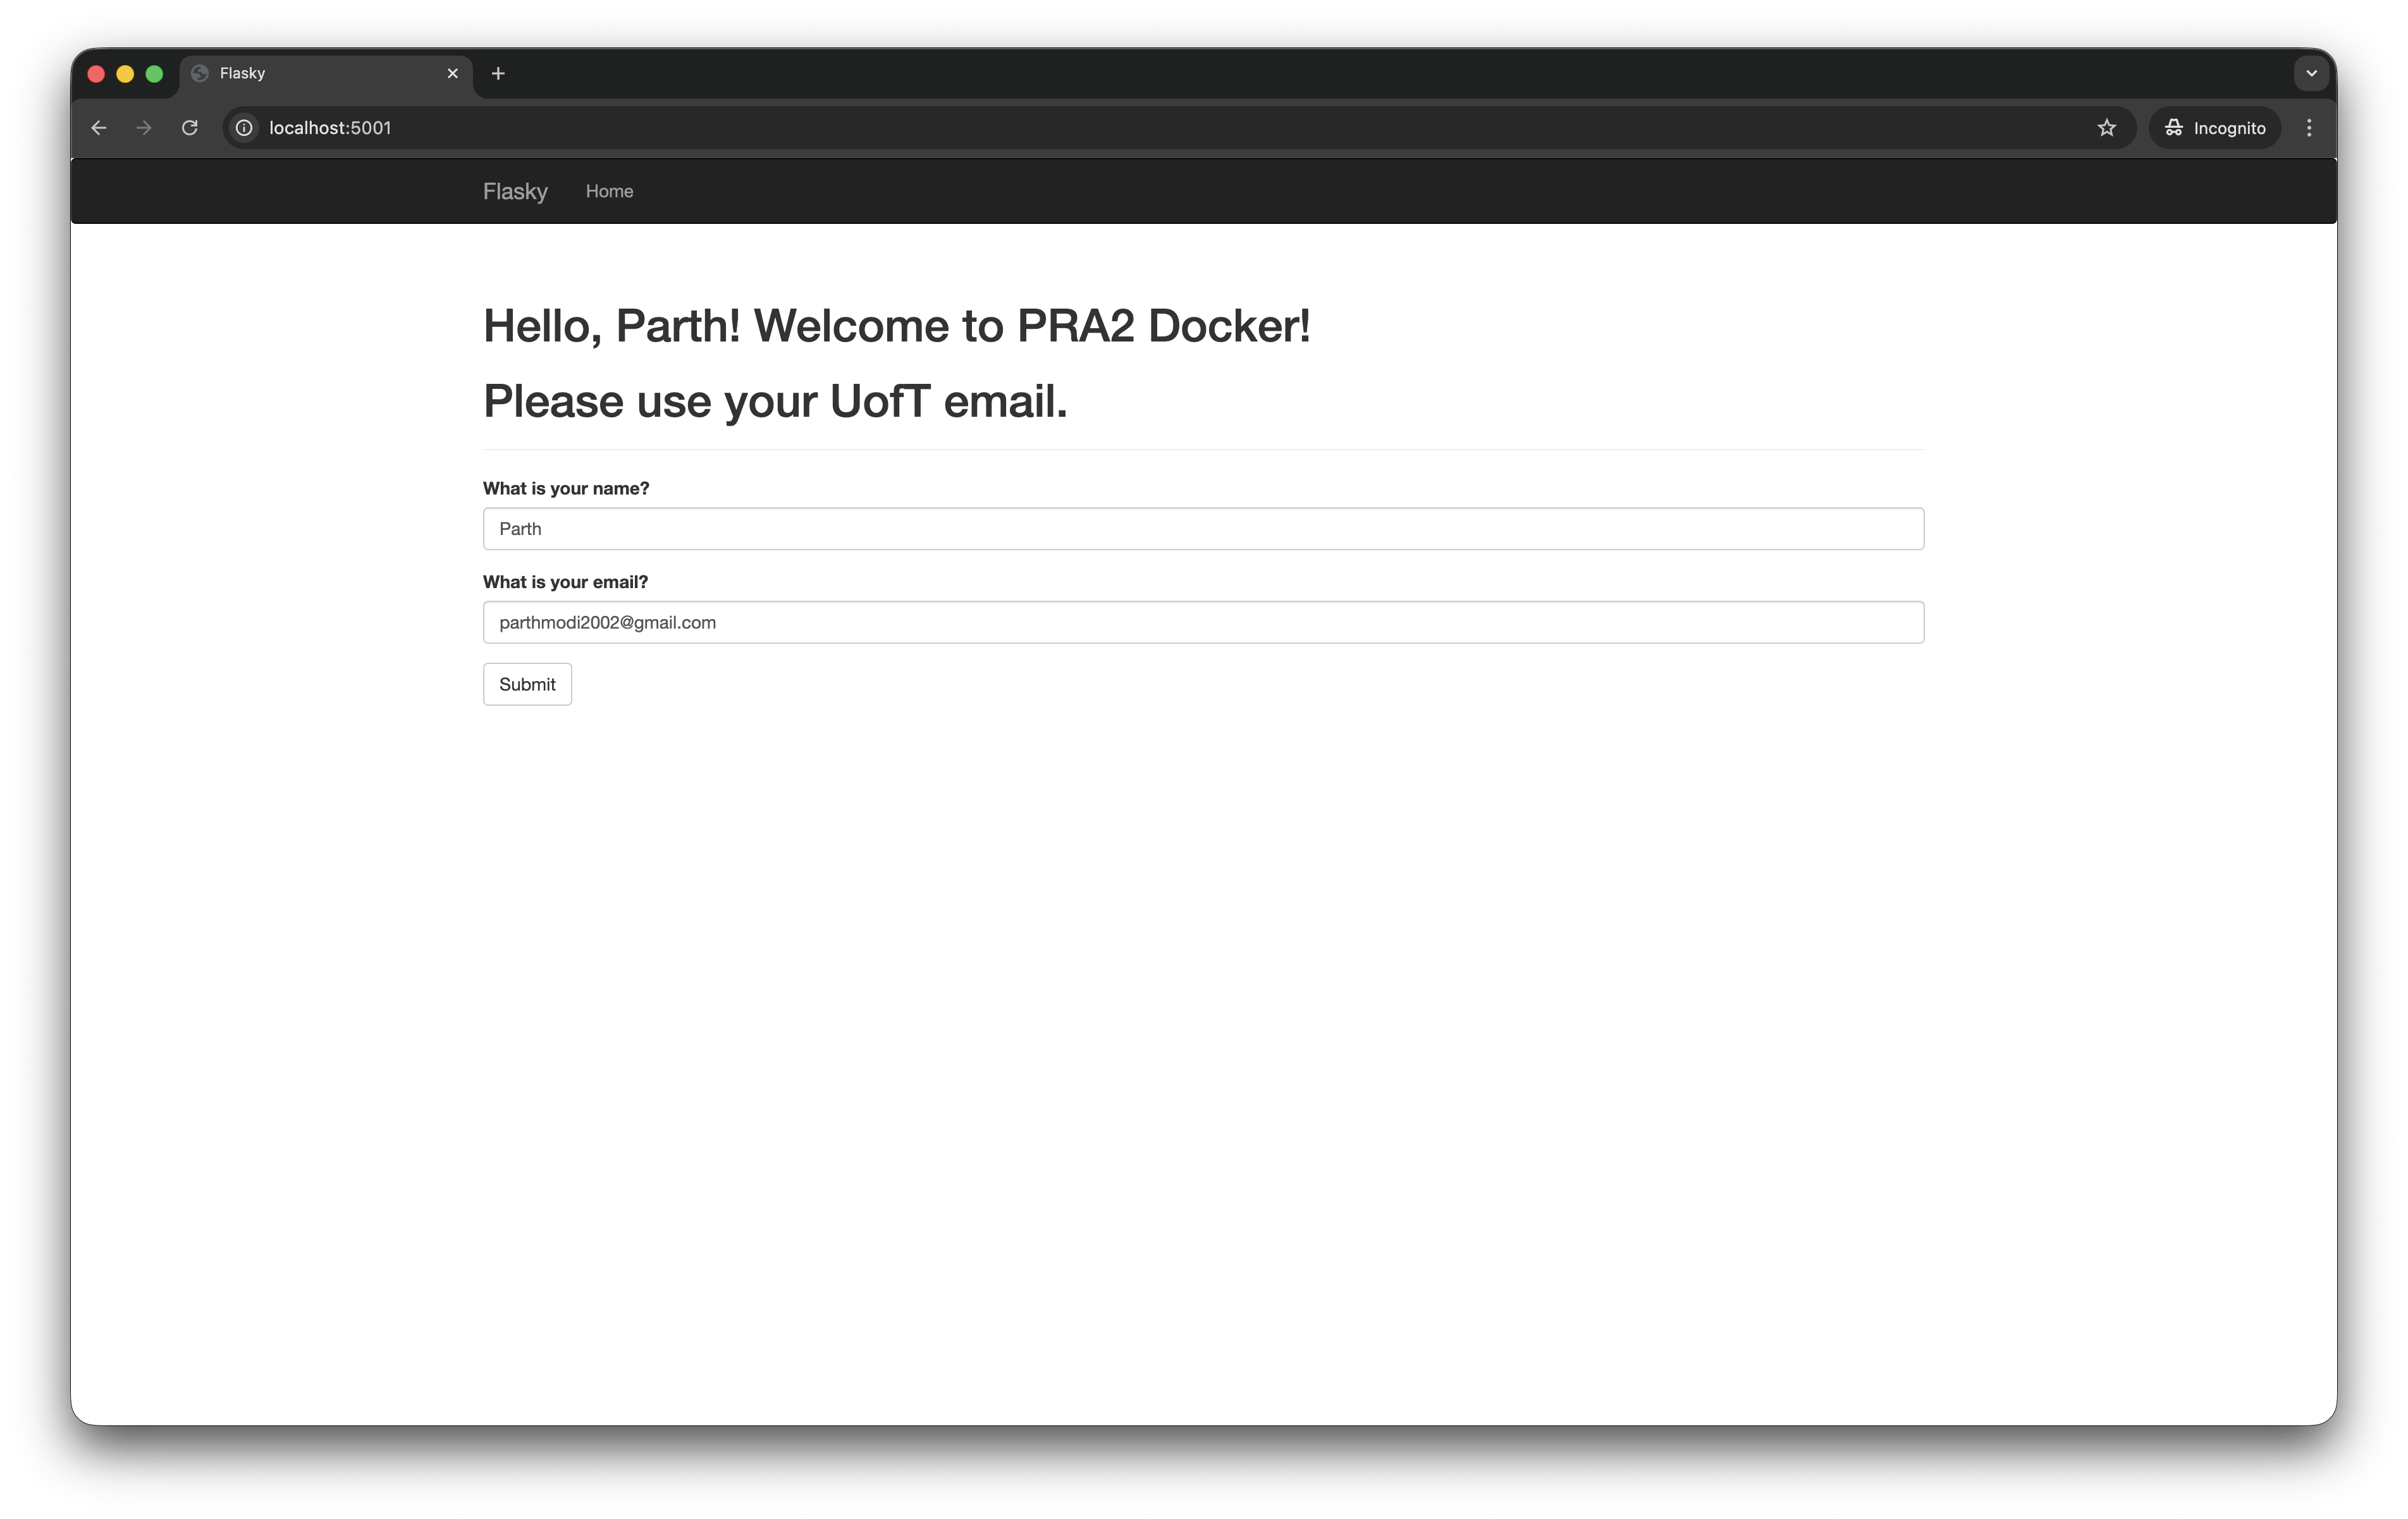 Flasky
localhost:5001
Incognito
Flasky Home
Hello, Parth! Welcome to PRA2 Docker!
Please use your UofT email.
What is your name?
Parth
What is your email?
parthmodi2002@gmail.com
Submit